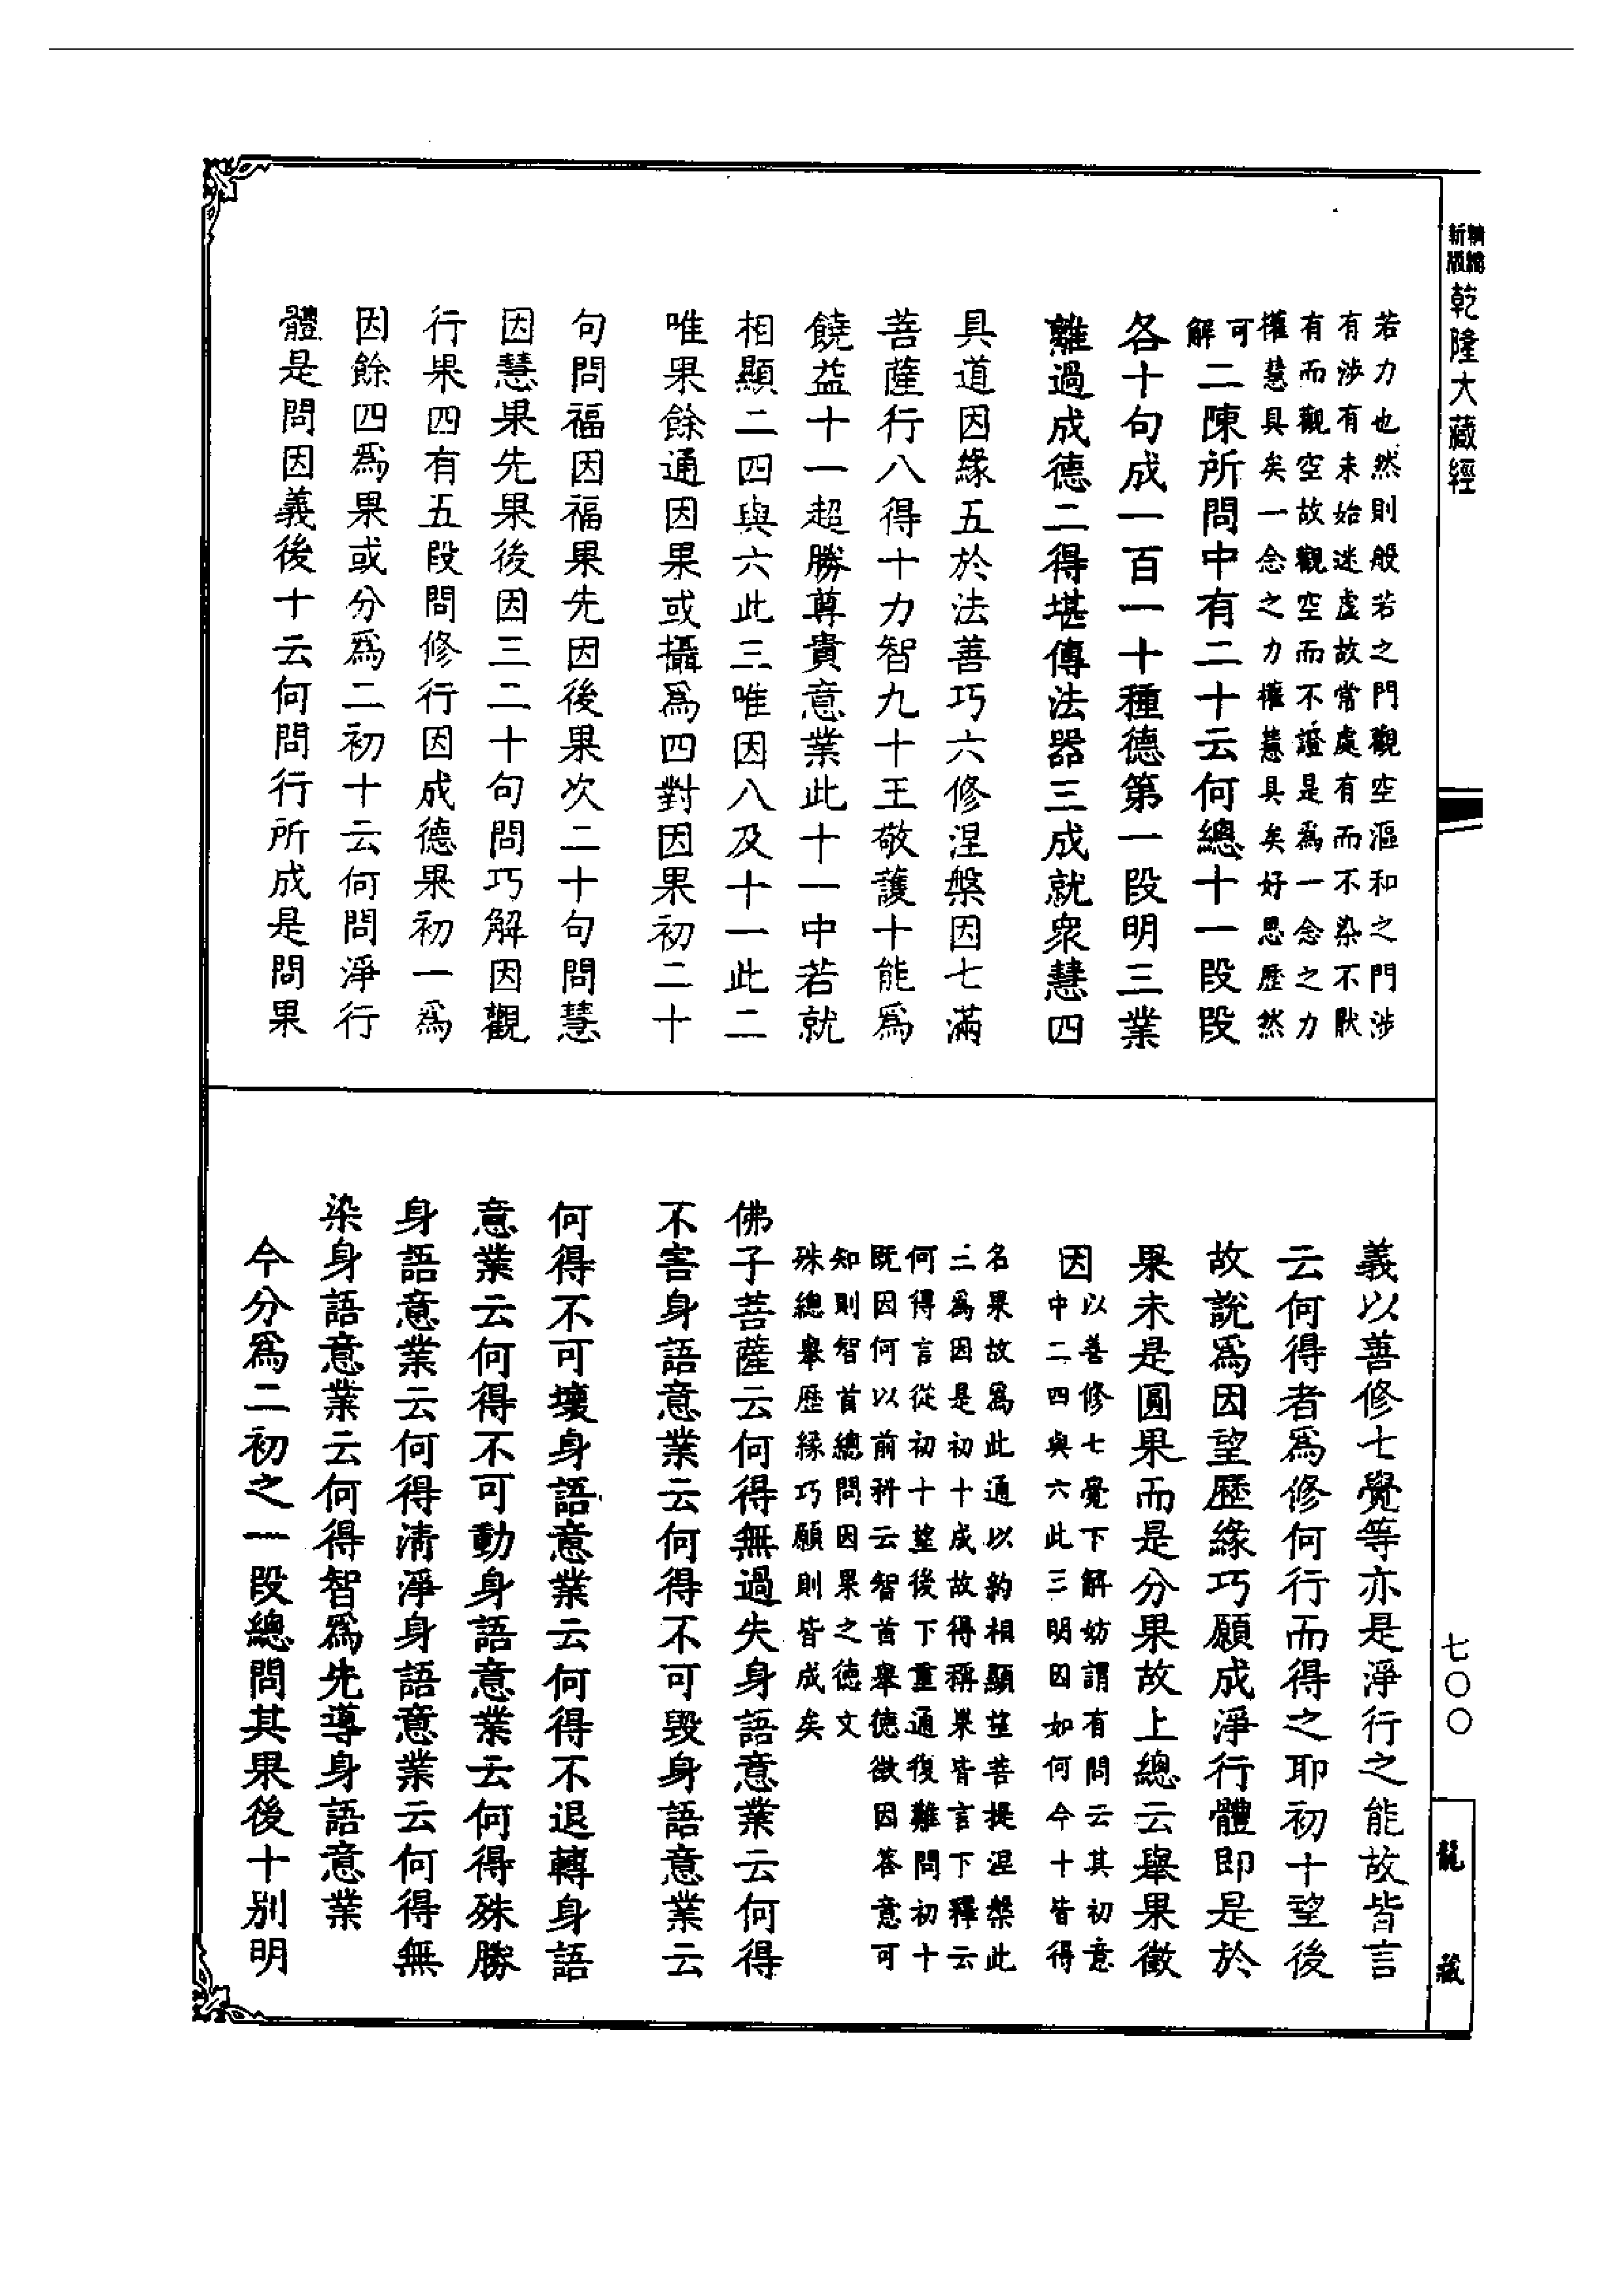 精縮
新版
乾隆大藏經
若力也然則般若之門觀空漚和之門涉
有涉有未始迷虛故常處有而不染不猒
有而觀空故觀空而不證是爲一念之力
權慧具矣一念之力權慧具矣好思歷然
可
解
二陳所問中有二十云何總十一段段
各十句成一百一十種德第一段明三業
離過成德二得堪傳法器三成就衆慧四
具道因緣五於法善巧六修涅槃因七滿
菩薩行八得十力智九十王敬護十能爲
饒益十一超勝尊貴意業此十一中若就
相顯二四與六此三唯因八及十一此二
唯果餘通因果或攝爲四對因果初二十
句問福因福果先因後果次二十句問慧
因慧果先果後因三二十句問巧解因觀
行果四有五段問修行因成德果初一爲
因餘四爲果或分爲二初十云何問淨行
體是問因義後十云何問行所成是問果
義以善修七覺等亦是淨行之能故皆言
云何得者爲修何行而得之耶初十望後
故說爲因望歷緣巧願成淨行體即是於
果未是圓果而是分果故上總云舉果徵
因
以善修七覺下解妨謂有問云其初意
中二四與六此三明因如何今十皆得
名果故爲此通以約相顯望菩提涅槃此
三爲因是初十成故得稱果皆言下釋云
何得言從初十望後下重通復難問初十
既因何以前科云智首舉德徵因答意可
知則智首總問因果之德文
殊總舉歷緣巧願則皆成矣
佛子菩薩云何得無過失身語意業云何得
不害身語意業云何得不可毀身語意業云
何得不可壞身語意業云何得不退轉身語
意業云何得不可動身語意業云何得殊勝
身語意業云何得清淨身語意業云何得無
染身語意業云何得智爲先導身語意業
今分爲二初之一段總問其果後十別明
七〇〇
龍藏